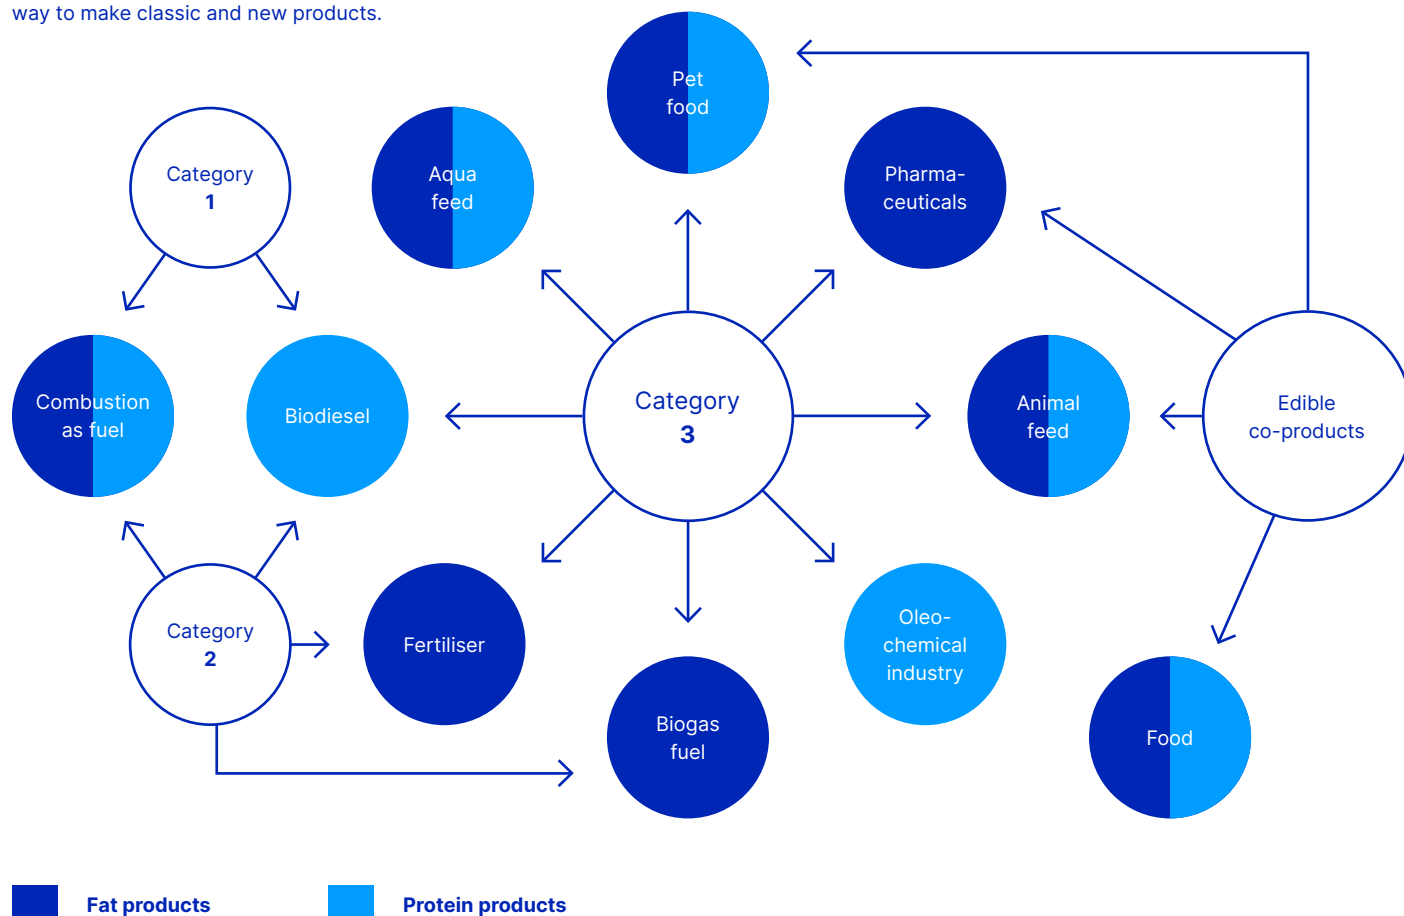 way to make classic and new products.
Pet
food
Category
1
Aqua
feed
Pharma-
ceuticals
Combustion
as fuel
Biodiesel
Category
3
Animal
feed
Edible
co-products
Category
2
Fertiliser
Oleo-
chemical
industry
Biogas
fuel
Food
Fat products
Protein products